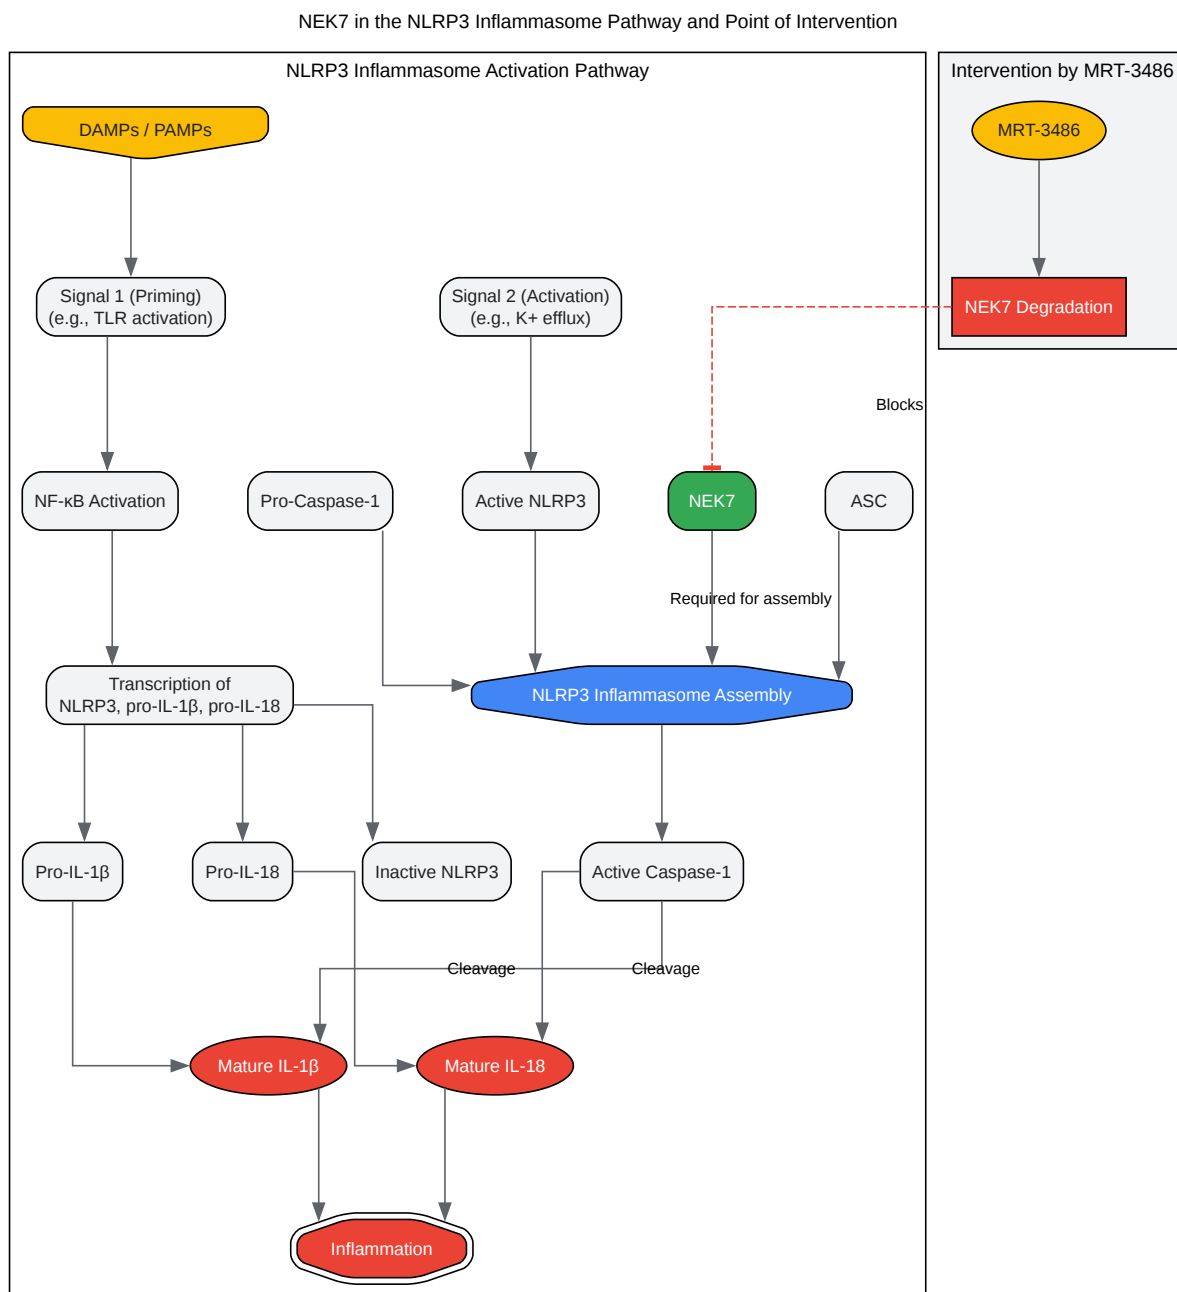 NEK7 in the NLRP3 Inflammasome Pathway and Point of Intervention
NLRP3 Inflammasome Activation Pathway
Intervention by MRT-3486
DAMPs / PAMPs
MRT-3486
Signal 1 (Priming)
(e.g., TLR activation)
Signal 2 (Activation)
(e.g., K+ efflux)
NEK7 Degradation
Blocks
NF-κB Activation
Pro-Caspase-1
Active NLRP3
NEK7
ASC
Required for assembly
Transcription of
NLRP3, pro-IL-1β, pro-IL-18
NLRP3 Inflammasome Assembly
Pro-IL-1β
Pro-IL-18
Inactive NLRP3
Active Caspase-1
Cleavage
Cleavage
Mature IL-1β
Mature IL-18
Inflammation